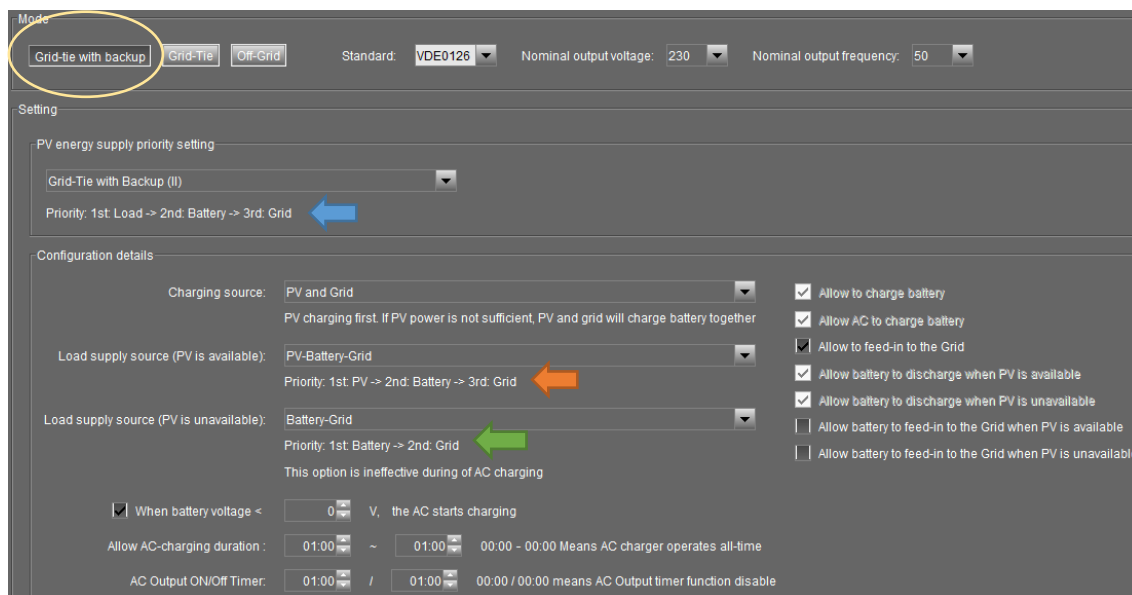 Mode
Grid-tie with backup Grid-Tie Off-Grid Standard: VDE0126 Nominal output voltage: 230 Nominal output frequency: 50
Setting
PV energy supply priority setting
Grid-Tie with Backup (II)
Priority: 1st: Load -> 2nd: Battery -> 3rd: Grid
Configuration details
Charging source: PV and Grid
PV charging first. If PV power is not sufficient, PV and grid will charge battery together
Load supply source (PV is available): PV-Battery-Grid
Priority: 1st: PV -> 2nd: Battery -> 3rd: Grid
Load supply source (PV is unavailable): Battery-Grid
Priority: 1st: Battery -> 2nd: Grid
This option is ineffective during of AC charging
When battery voltage < 0 V, the AC starts charging
Allow AC-charging duration : 01:00 ~ 01:00 00:00 - 00:00 Means AC charger operates all-time
AC Output ON/Off Timer: 01:00 / 01:00 00:00 / 00:00 means AC Output timer function disable
Allow to charge battery
Allow AC to charge battery
Allow to feed-in to the Grid
Allow battery to discharge when PV is available
Allow battery to discharge when PV is unavailable
Allow battery to feed-in to the Grid when PV is available
Allow battery to feed-in to the Grid when PV is unavailabl